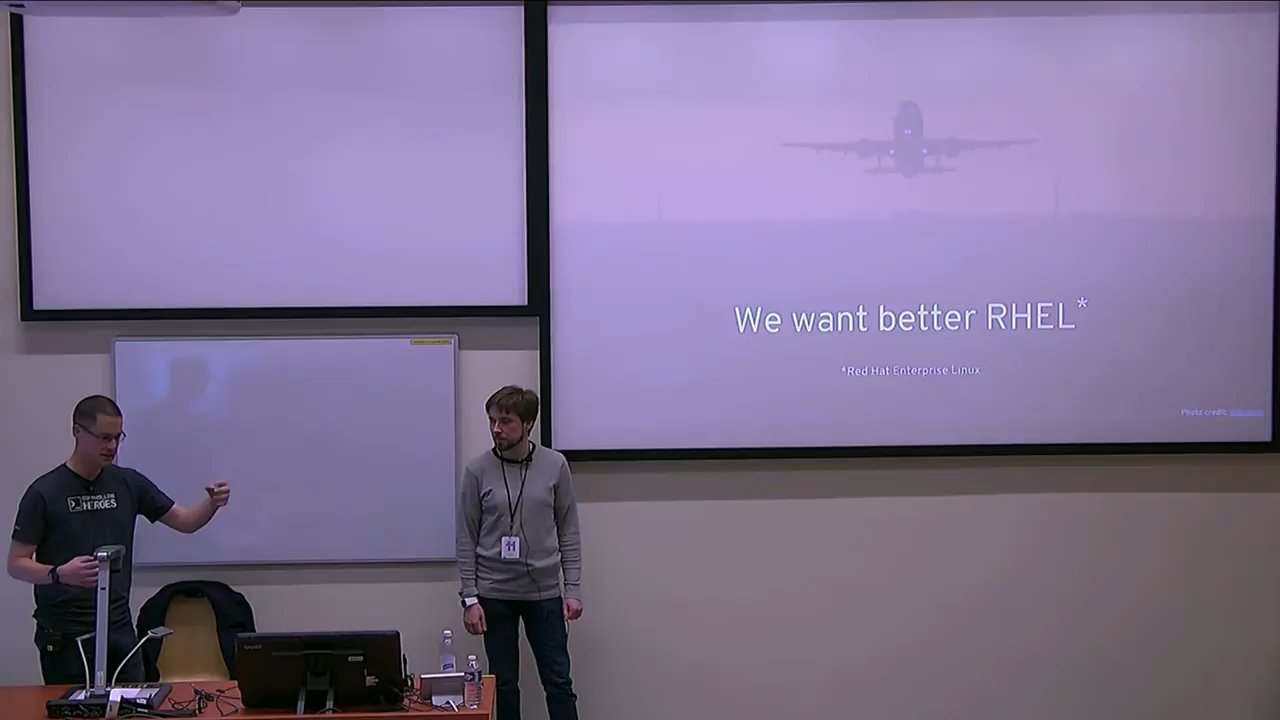 We want better RHEL*
*Red Hat Enterprise Linux
Photo credit:
HEROES